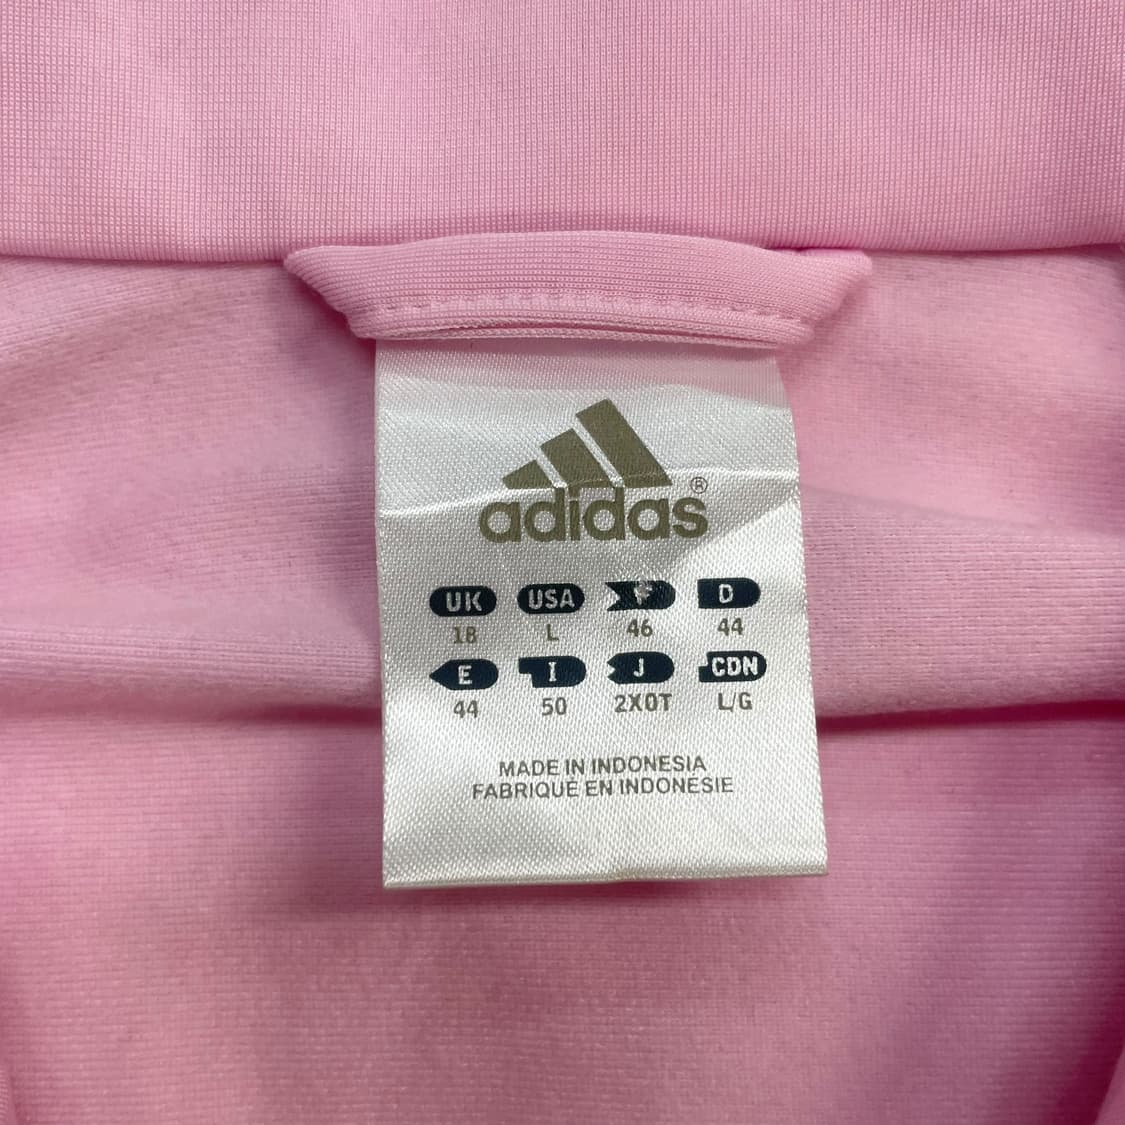 adidas®
UK USA F D
18 L 46 44
E I J CDN
44 50 2XOT L/G
MADE IN INDONESIA
FABRIQUÉ EN INDONÉSIE